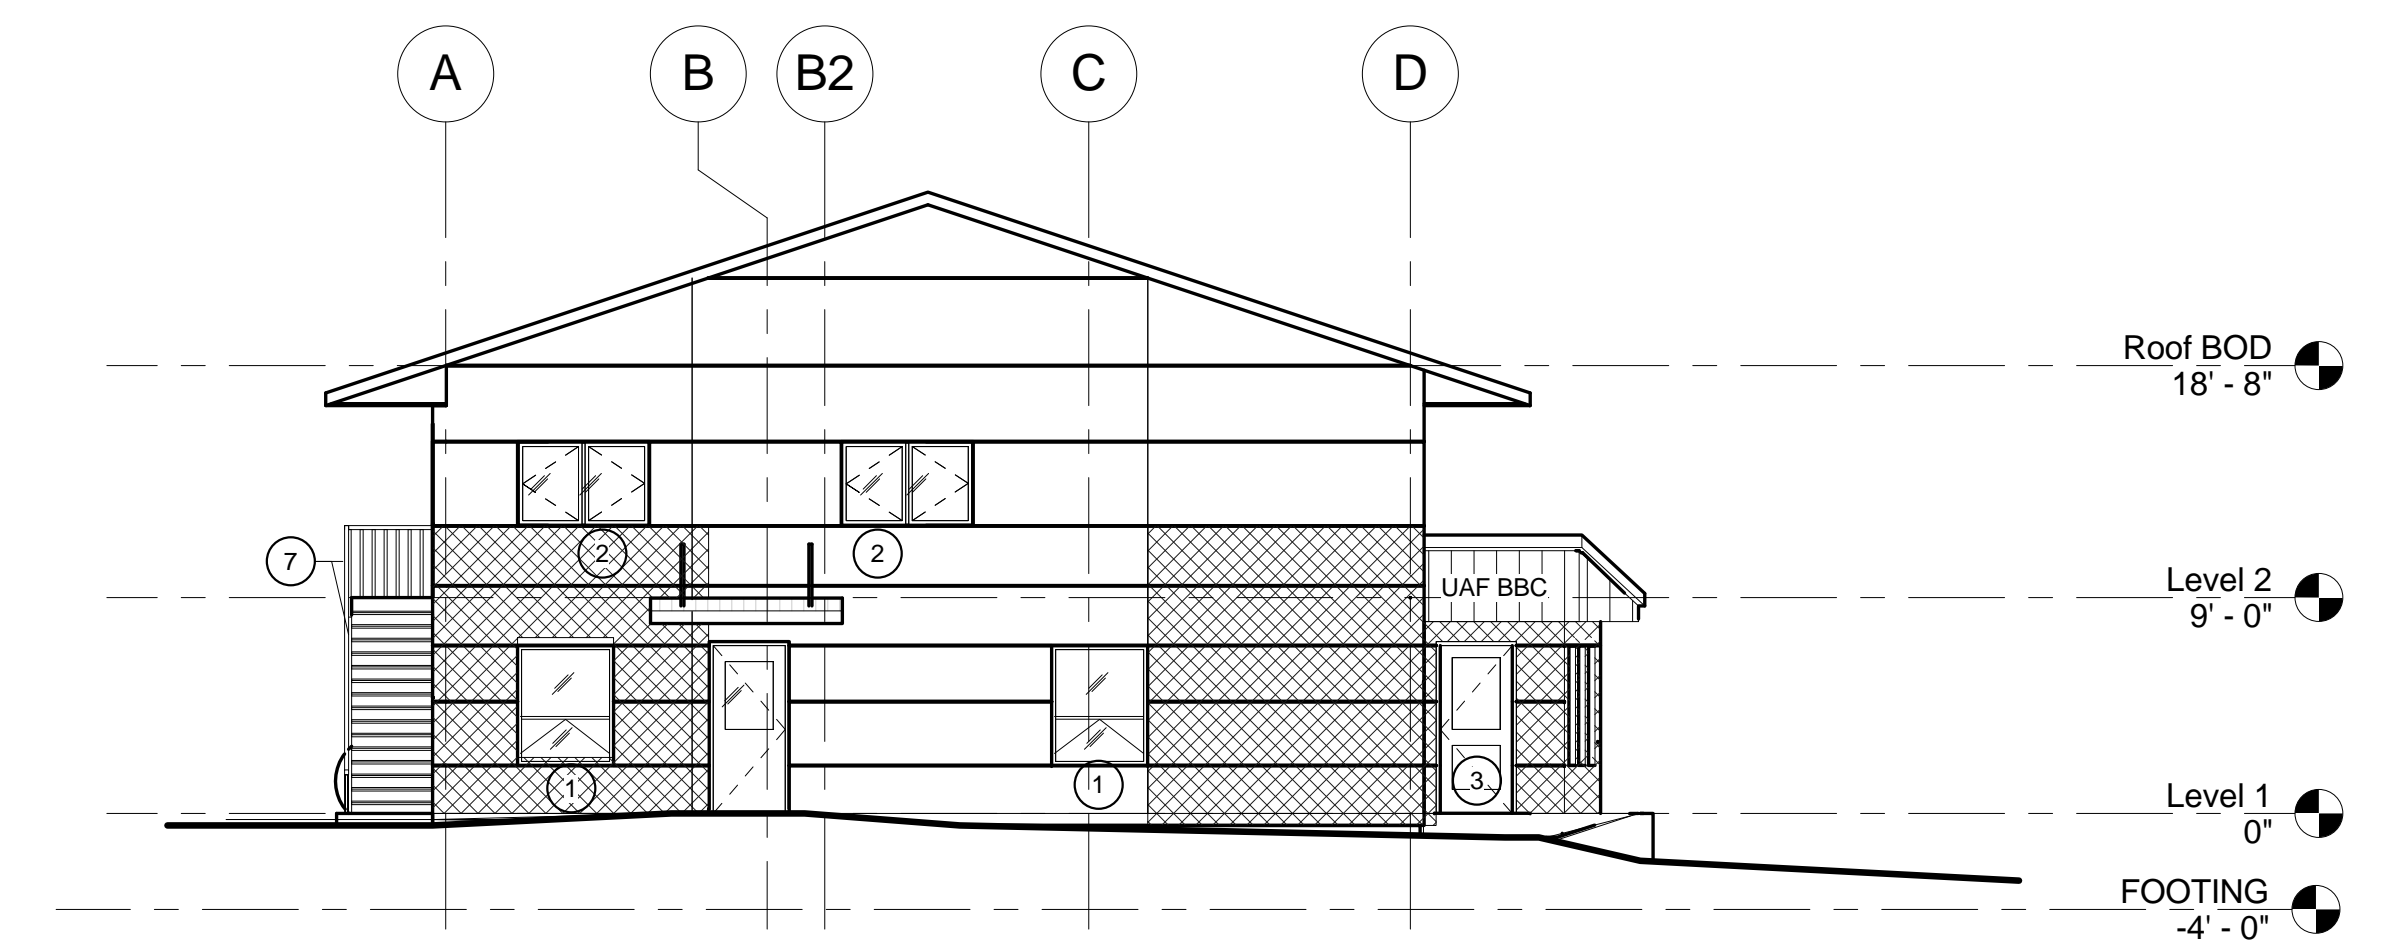 A B B2 C D
Roof BOD
18' - 8"
7
2 2
UAF BBC
Level 2
9' - 0"
1 1 3
Level 1
0"
FOOTING
-4' - 0"